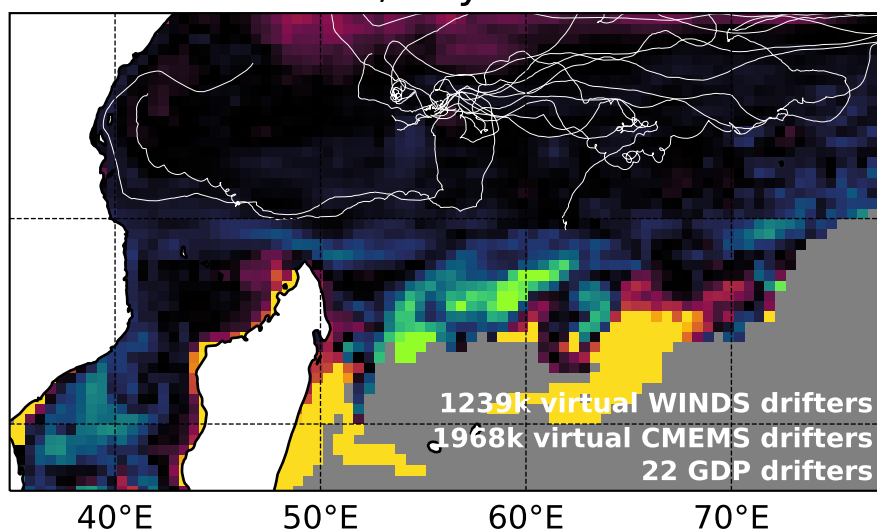 1239k virtual WINDS drifters
1968k virtual CMEMS drifters
22 GDP drifters
40°E 50°E 60°E 70°E